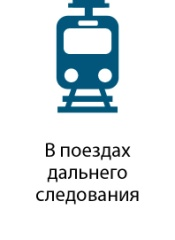 В поездах
дальнего
следования